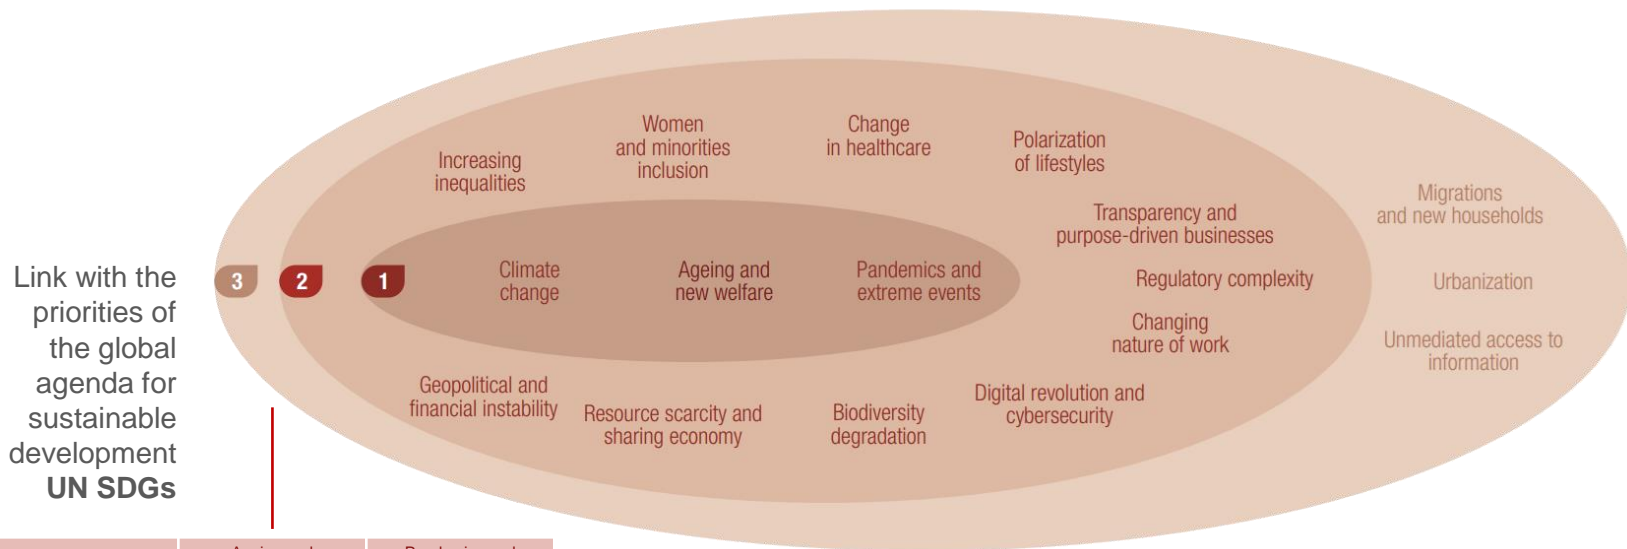 Women
and minorities
inclusion
Change
in healthcare
Polarization
of lifestyles
Increasing
inequalities
Migrations
and new households
Transparency and
purpose-driven businesses
Link with the
priorities of
the global
agenda for
sustainable
development
UN SDGs
3
2
1
Climate
change
Ageing and
new welfare
Pandemics and
extreme events
Regulatory complexity
Urbanization
Changing
nature of work
Unmediated access to
information
Geopolitical and
financial instability
Resource scarcity and
sharing economy
Biodiversity
degradation
Digital revolution and
cybersecurity